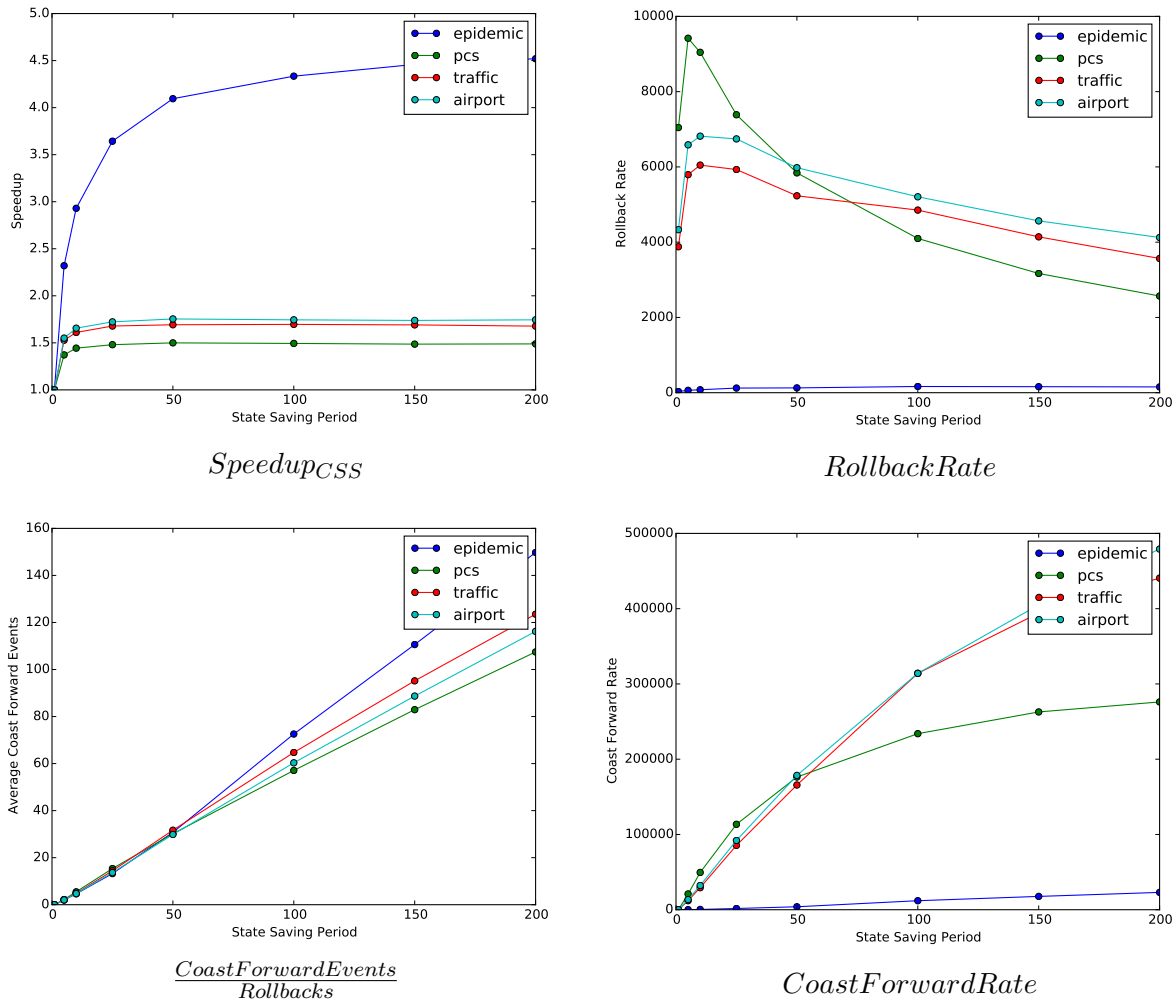 5.0
4.5
4.0
3.5
3.0
2.5
2.0
1.5
1.0
Speedup
0 50 100 150 200
State Saving Period
epidemic
pcs
traffic
airport
Speedup_{CSS}
10000
8000
6000
4000
2000
0
Rollback Rate
0 50 100 150 200
State Saving Period
epidemic
pcs
traffic
airport
RollbackRate
160
140
120
100
80
60
40
20
0
Average Coast Forward Events
0 50 100 150 200
State Saving Period
epidemic
pcs
traffic
airport
CoastForwardEvents
Rollbacks
500000
400000
300000
200000
100000
0
Coast Forward Rate
0 50 100 150 200
State Saving Period
epidemic
pcs
traffic
airport
CoastForwardRate